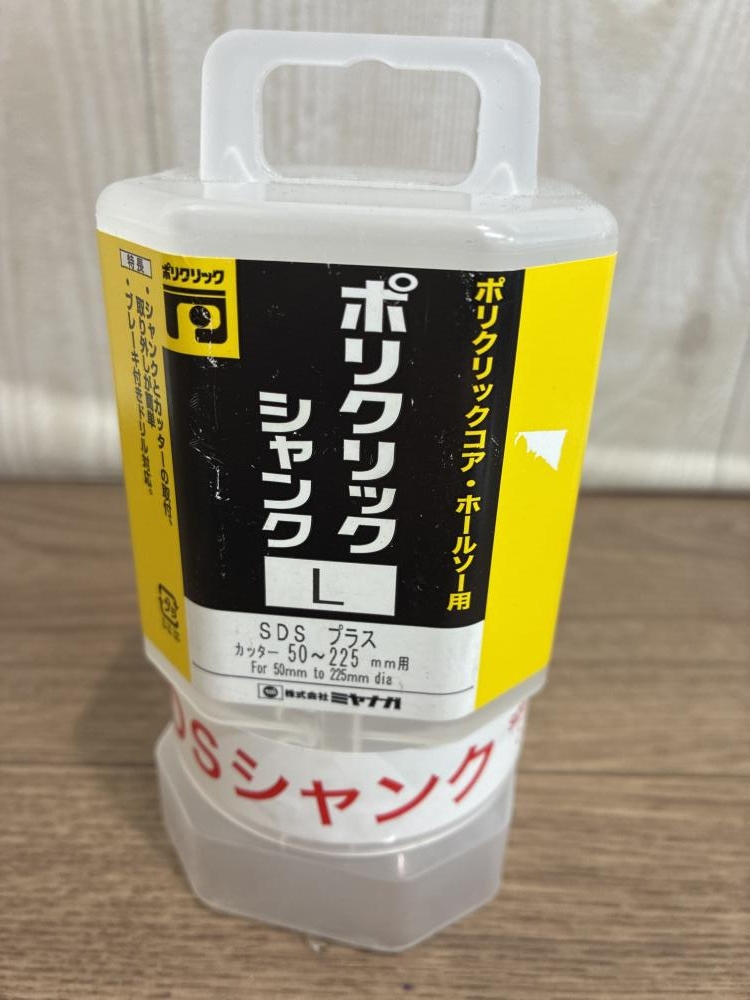 特長
・シャンクとカッターの取付、
取り外しが簡単。
・ブレーキ付きドリル対応。
ポリクリック
ポリクリックコア・ホールソー用
ポリクリック
シャンク
L
SDS プラス
カッター 50～225 mm用
For 50mm to 225mm dia
株式会社 ミヤナガ
SDSシャンク